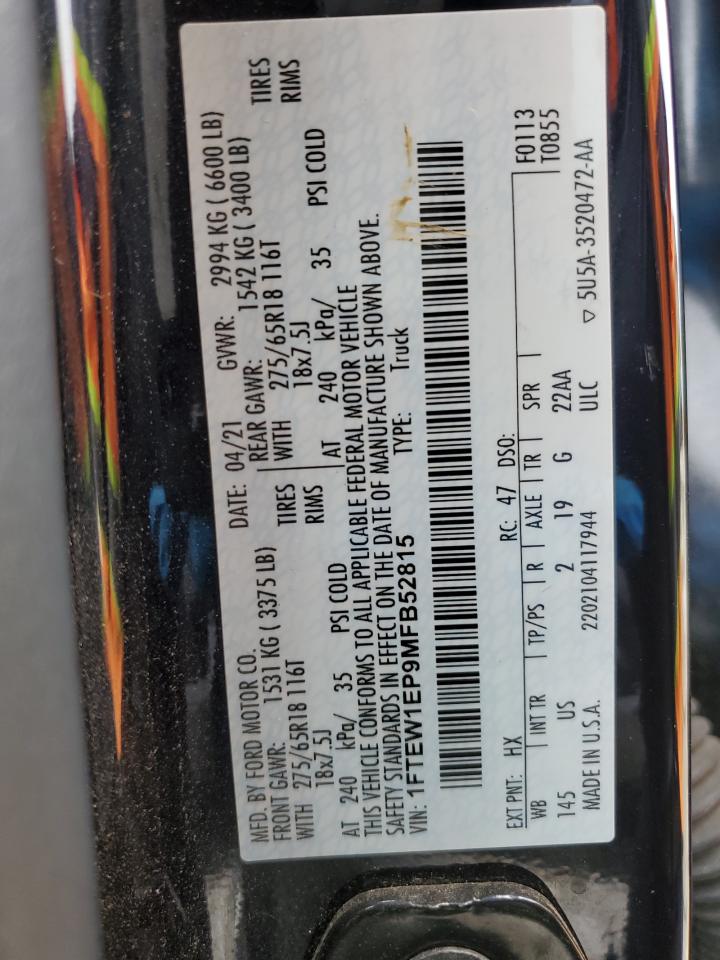 MFD. BY FORD MOTOR CO.
DATE: 04/21 GVWR: 2994 KG ( 6600 LB)
FRONT GAWR: 1531 KG ( 3375 LB) REAR GAWR: 1542 KG ( 3400 LB)
WITH 275/65R18 116T TIRES WITH 275/65R18 116T TIRES
18x7.5J RIMS 18x7.5J RIMS
AT 240 kPa/ 35 PSI COLD AT 240 kPa/ 35 PSI COLD
THIS VEHICLE CONFORMS TO ALL APPLICABLE FEDERAL MOTOR VEHICLE
SAFETY STANDARDS IN EFFECT ON THE DATE OF MANUFACTURE SHOWN ABOVE.
VIN: 1FTEW1EP9MFB52815 TYPE: Truck
EXT PNT: HX RC: 47 DSO: F0113
WB INT TR TP/PS R AXLE TR SPR T0855
145 US 2 19 G 22AA
MADE IN U.S.A. 2202104117944 ULC ▽ 5U5A-3520472-AA